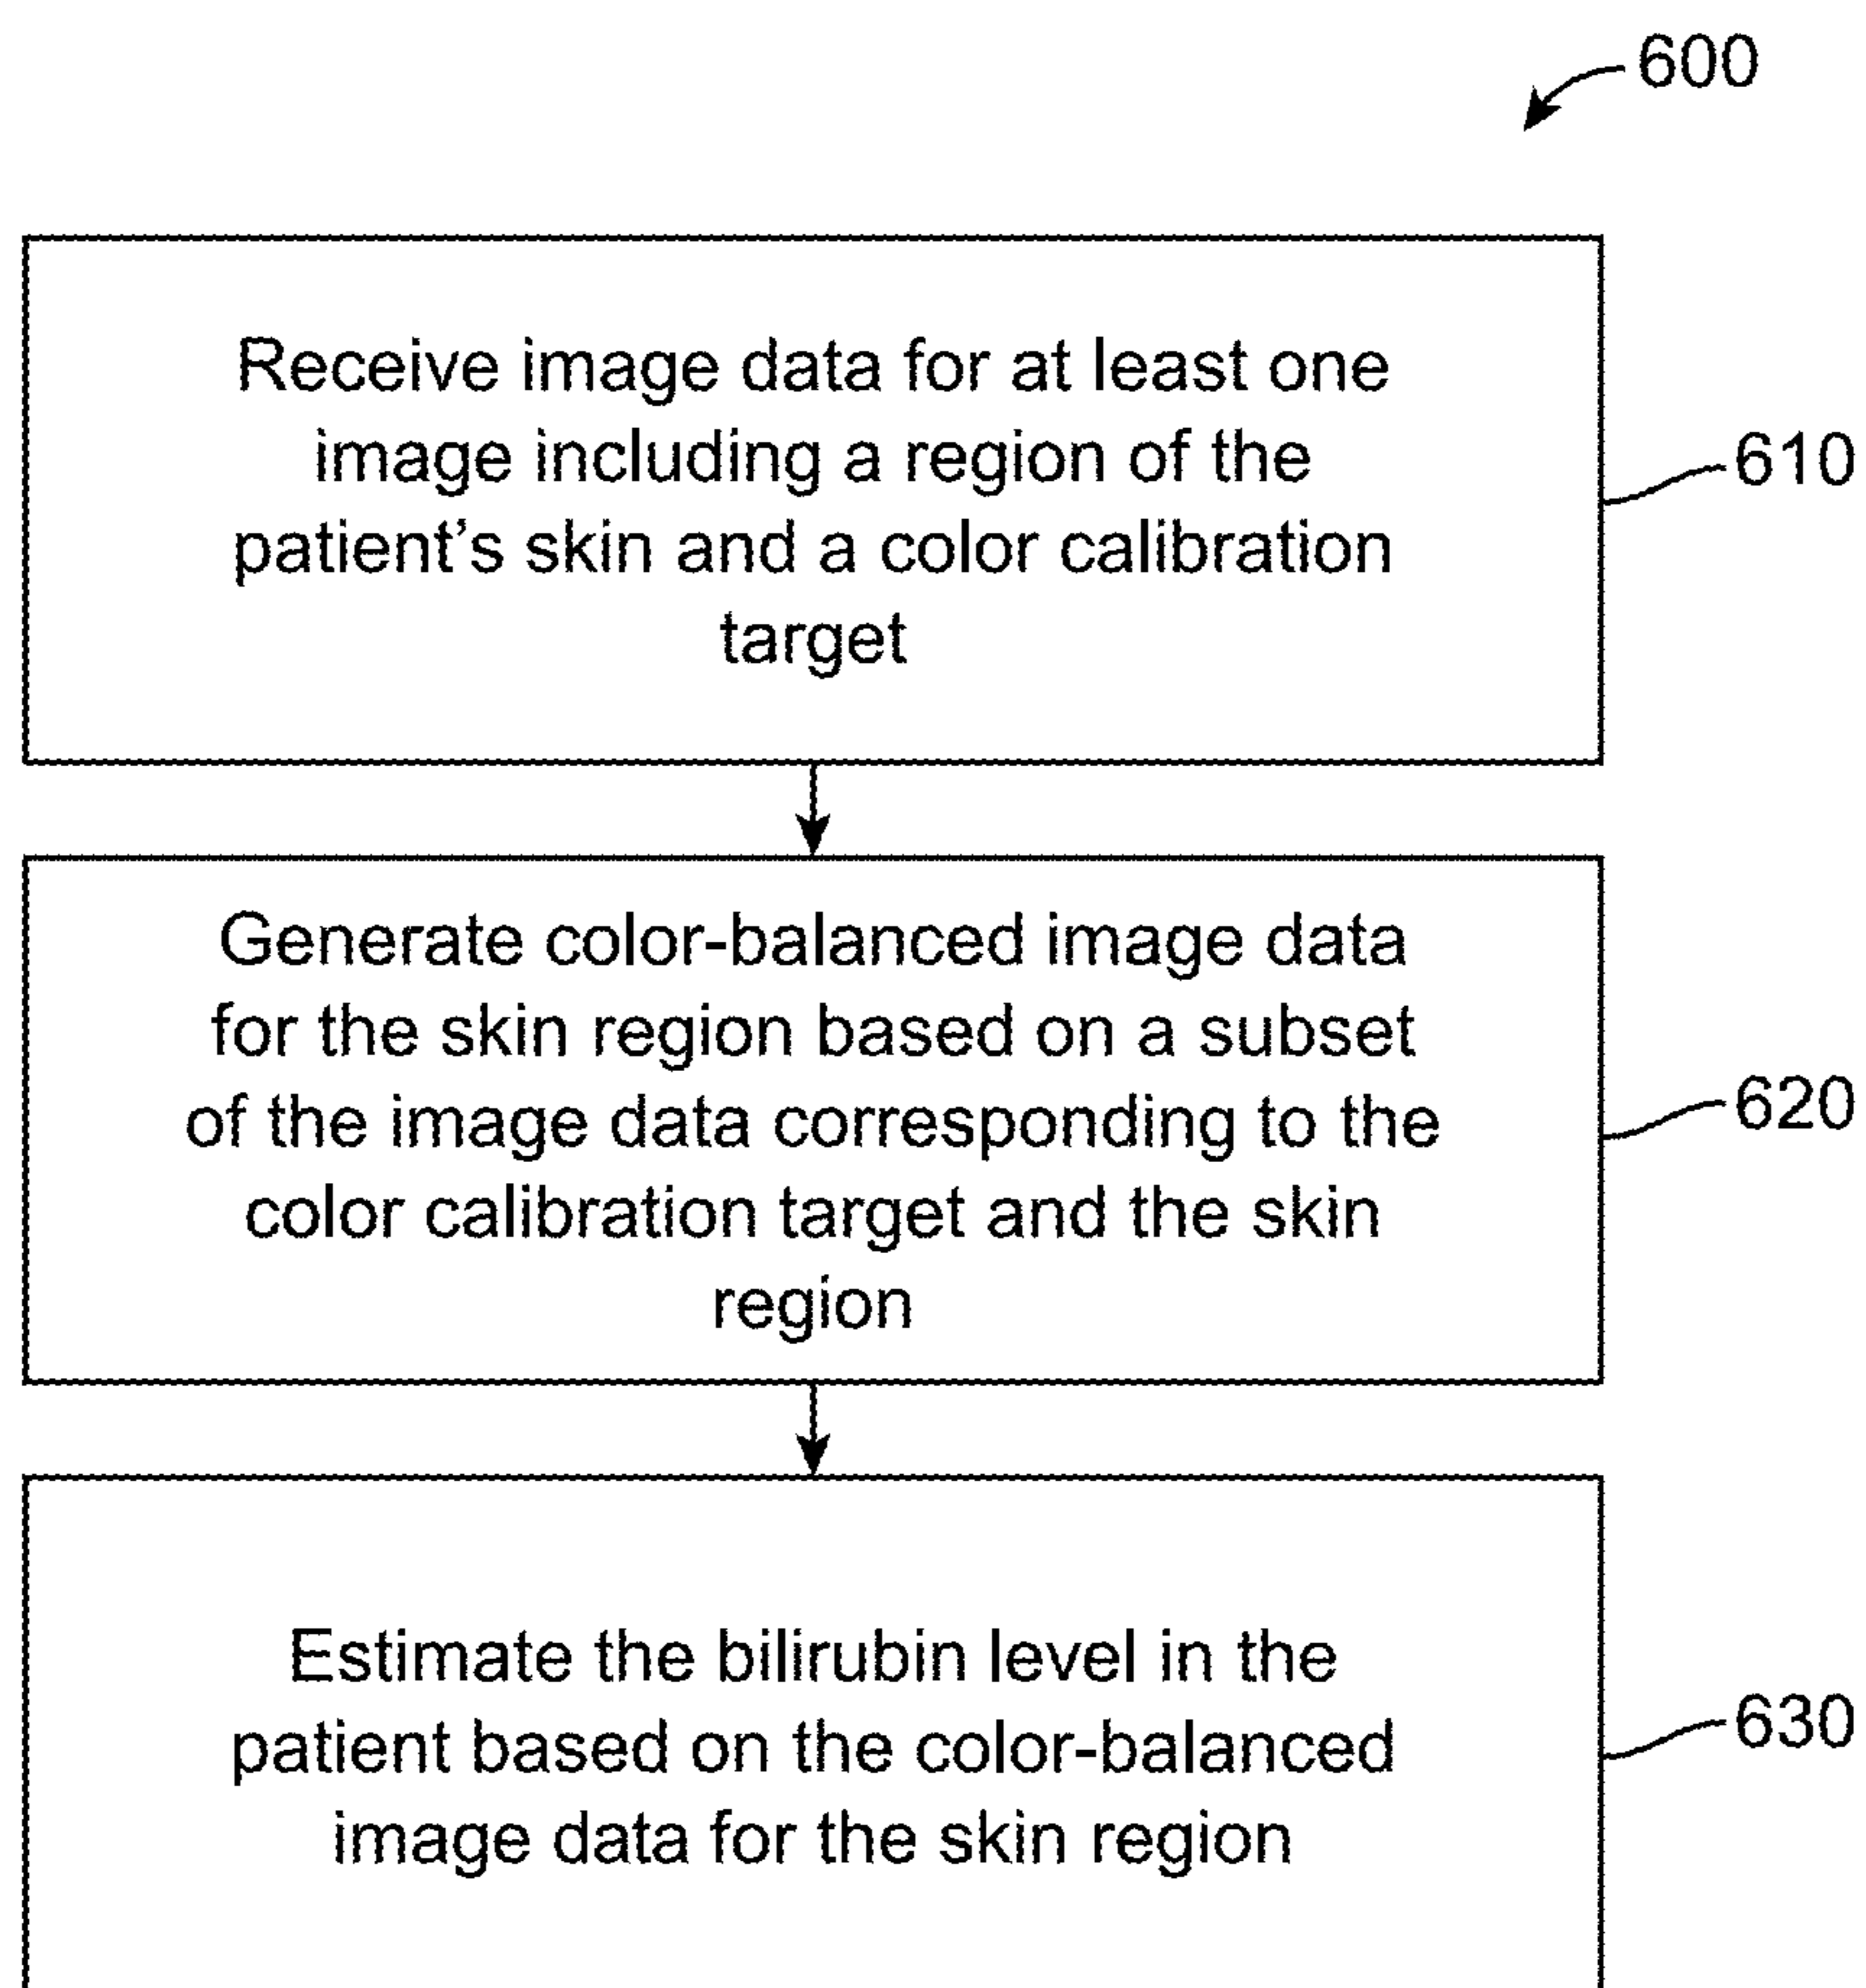 600
Receive image data for at least one
image including a region of the
patient’s skin and a color calibration
target
610
Generate color-balanced image data
for the skin region based on a subset
of the image data corresponding to the
color calibration target and the skin
region
620
Estimate the bilirubin level in the
patient based on the color-balanced
image data for the skin region
630